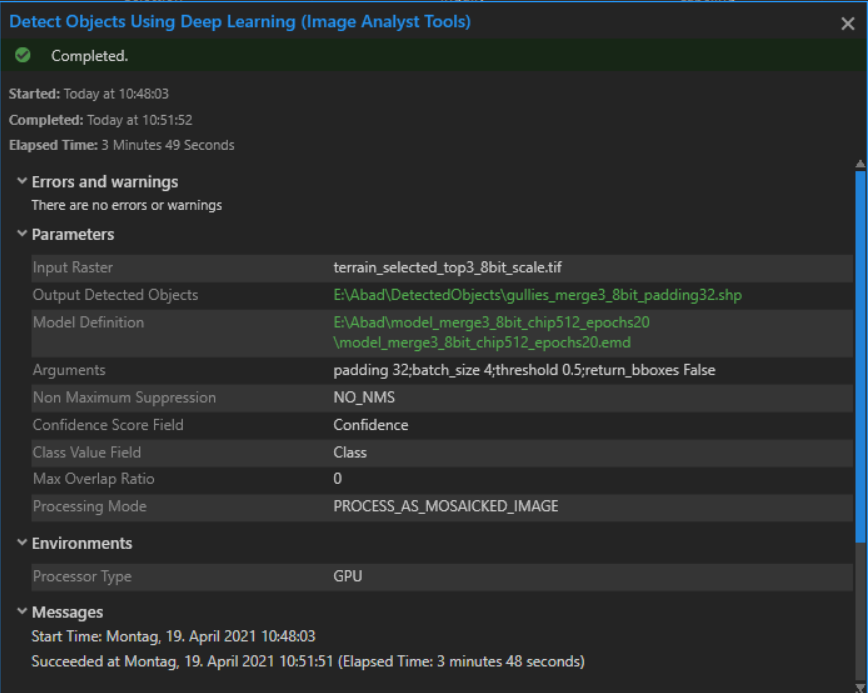 Detect Objects Using Deep Learning (Image Analyst Tools)
Completed.
Started: Today at 10:48:03
Completed: Today at 10:51:52
Elapsed Time: 3 Minutes 49 Seconds
Errors and warnings
There are no errors or warnings
Parameters
Input Raster terrain_selected_top3_8bit_scale.tif
Output Detected Objects E:\Abad\DetectedObjects\gullies_merge3_8bit_padding32.shp
Model Definition E:\Abad\model_merge3_8bit_chip512_epochs20
\model_merge3_8bit_chip512_epochs20.emd
Arguments padding 32;batch_size 4;threshold 0.5;return_bboxes False
Non Maximum Suppression NO_NMS
Confidence Score Field Confidence
Class Value Field Class
Max Overlap Ratio 0
Processing Mode PROCESS_AS_MOSAICKED_IMAGE
Environments
Processor Type GPU
Messages
Start Time: Montag, 19. April 2021 10:48:03
Succeeded at Montag, 19. April 2021 10:51:51 (Elapsed Time: 3 minutes 48 seconds)